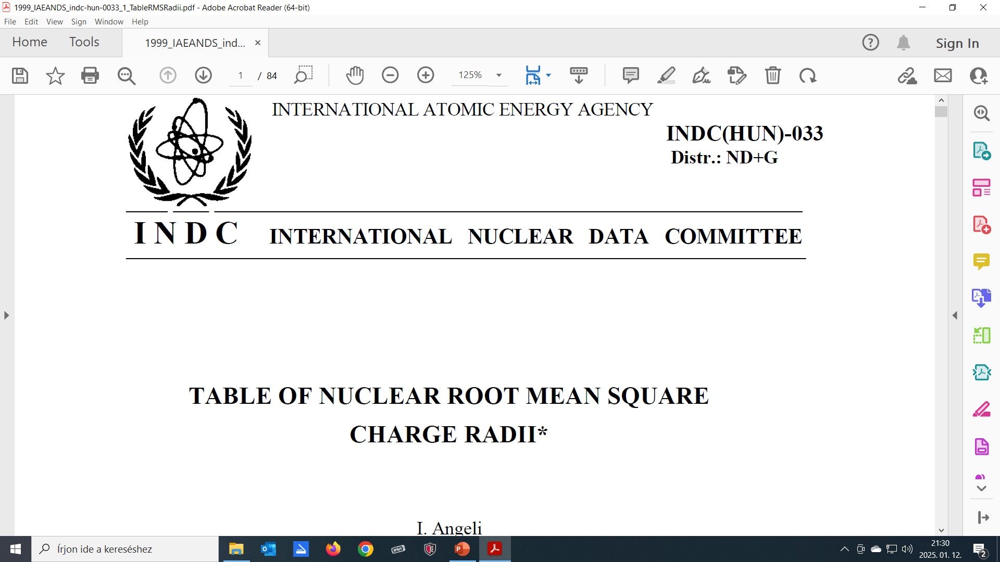 1999_IAEANDS_indc-hun-0033_1_TableRMSRadii.pdf - Adobe Acrobat Reader (64-bit)
File Edit View Sign Window Help
Home Tools 1999_IAEANDS_ind... × Sign In
1 / 84 125%
INTERNATIONAL ATOMIC ENERGY AGENCY
INDC(HUN)-033
Distr.: ND+G
I N D C INTERNATIONAL NUCLEAR DATA COMMITTEE
TABLE OF NUCLEAR ROOT MEAN SQUARE
CHARGE RADII*
I. Angeli
Írjon ide a kereséshez
21:30
2025. 01. 12.
2